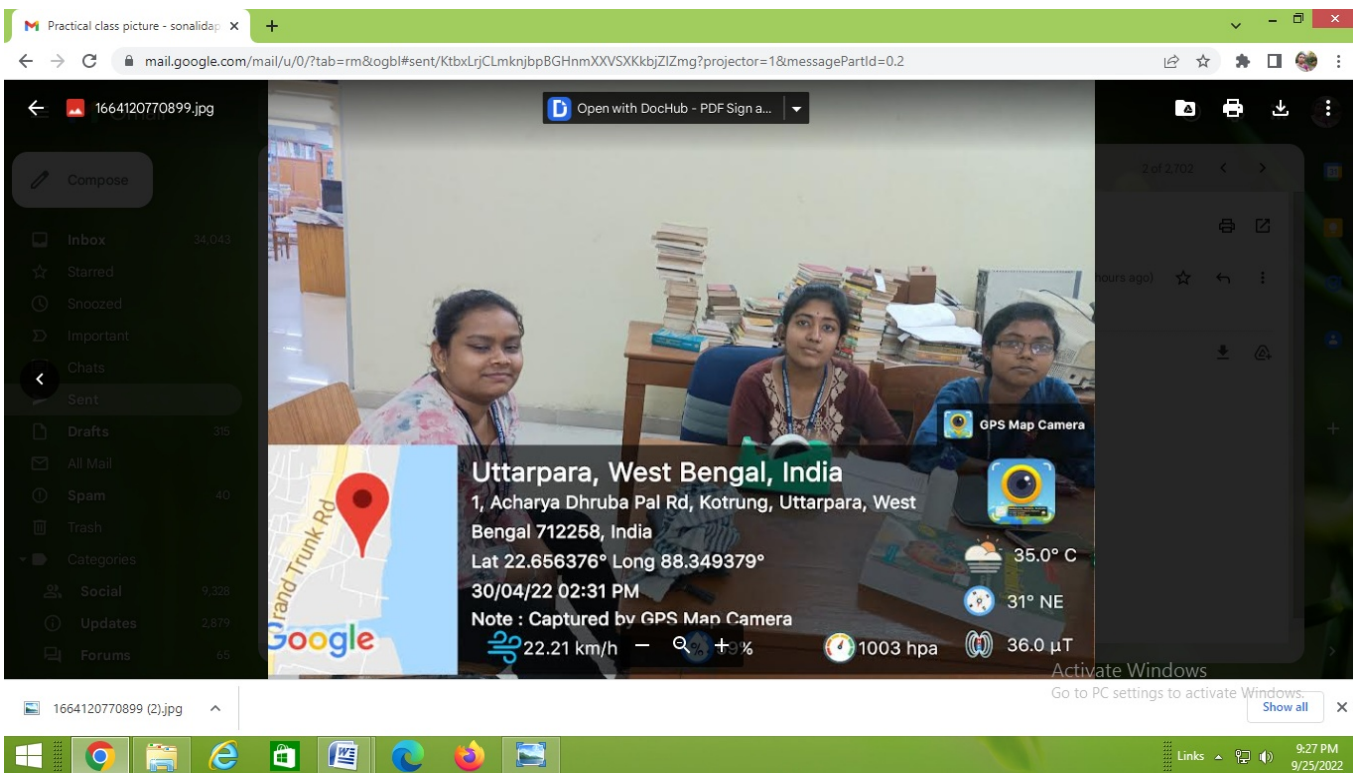 Practical class picture - sonalidap
mail.google.com/mail/u/0/?tab=rm&ogbl#sent/KtbxLrjCLmknjbpBGHnmXXVSXKkbjZlZmg?projector=1&messagePartId=0.2
1664120770899.jpg
Open with DocHub - PDF Sign a...
Compose
2 of 2,702
Inbox 34,043
Starred
hours ago)
Snoozed
Important
Chats
Sent
Drafts 315
All Mail
Spam 40
Trash
Categories
Social 9,328
Updates 2,879
Forums 65
GPS Map Camera
Grand Trunk Rd
Google
Uttarpara, West Bengal, India
1, Acharya Dhruba Pal Rd, Kotrung, Uttarpara, West
Bengal 712258, India
Lat 22.656376° Long 88.349379°
30/04/22 02:31 PM
Note : Captured by GPS Map Camera
35.0° C
31° NE
22.21 km/h
1003 hpa
36.0 µT
Activate Windows
Go to PC settings to activate Windows.
1664120770899 (2).jpg
Show all
Links
9:27 PM
9/25/2022